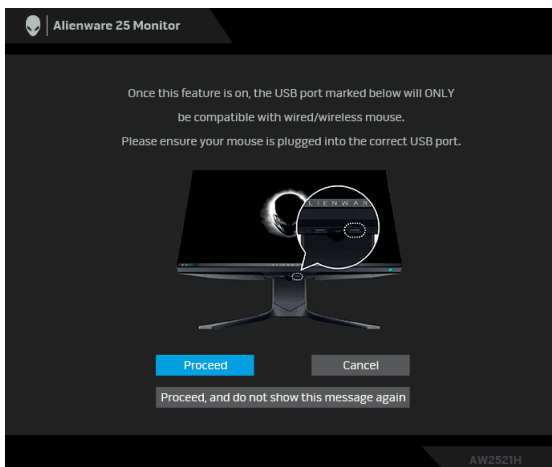 Alienware 25 Monitor
Once this feature is on, the USB port marked below will ONLY
be compatible with wired/wireless mouse.
Please ensure your mouse is plugged into the correct USB port.
LIENWAR
ALIENWARE
Proceed
Cancel
Proceed, and do not show this message again
AW2521H